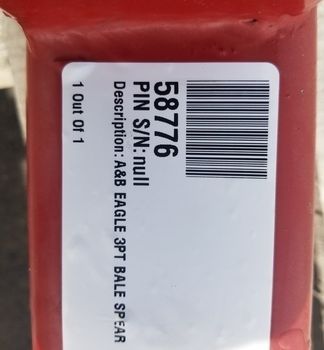 58776
PIN S/N: null
Description: A&B EAGLE 3PT BALE SPEAR
1 Out Of 1